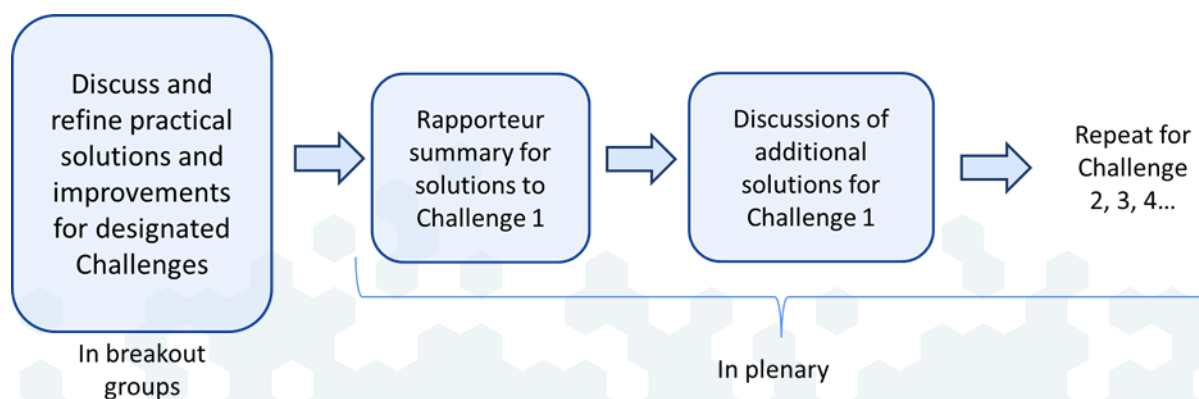 Discuss and
refine practical
solutions and
improvements
for designated
Challenges
In breakout
groups
Rapporteur
summary for
solutions to
Challenge 1
Discussions of
additional
solutions for
Challenge 1
Repeat for
Challenge
2, 3, 4...
In plenary